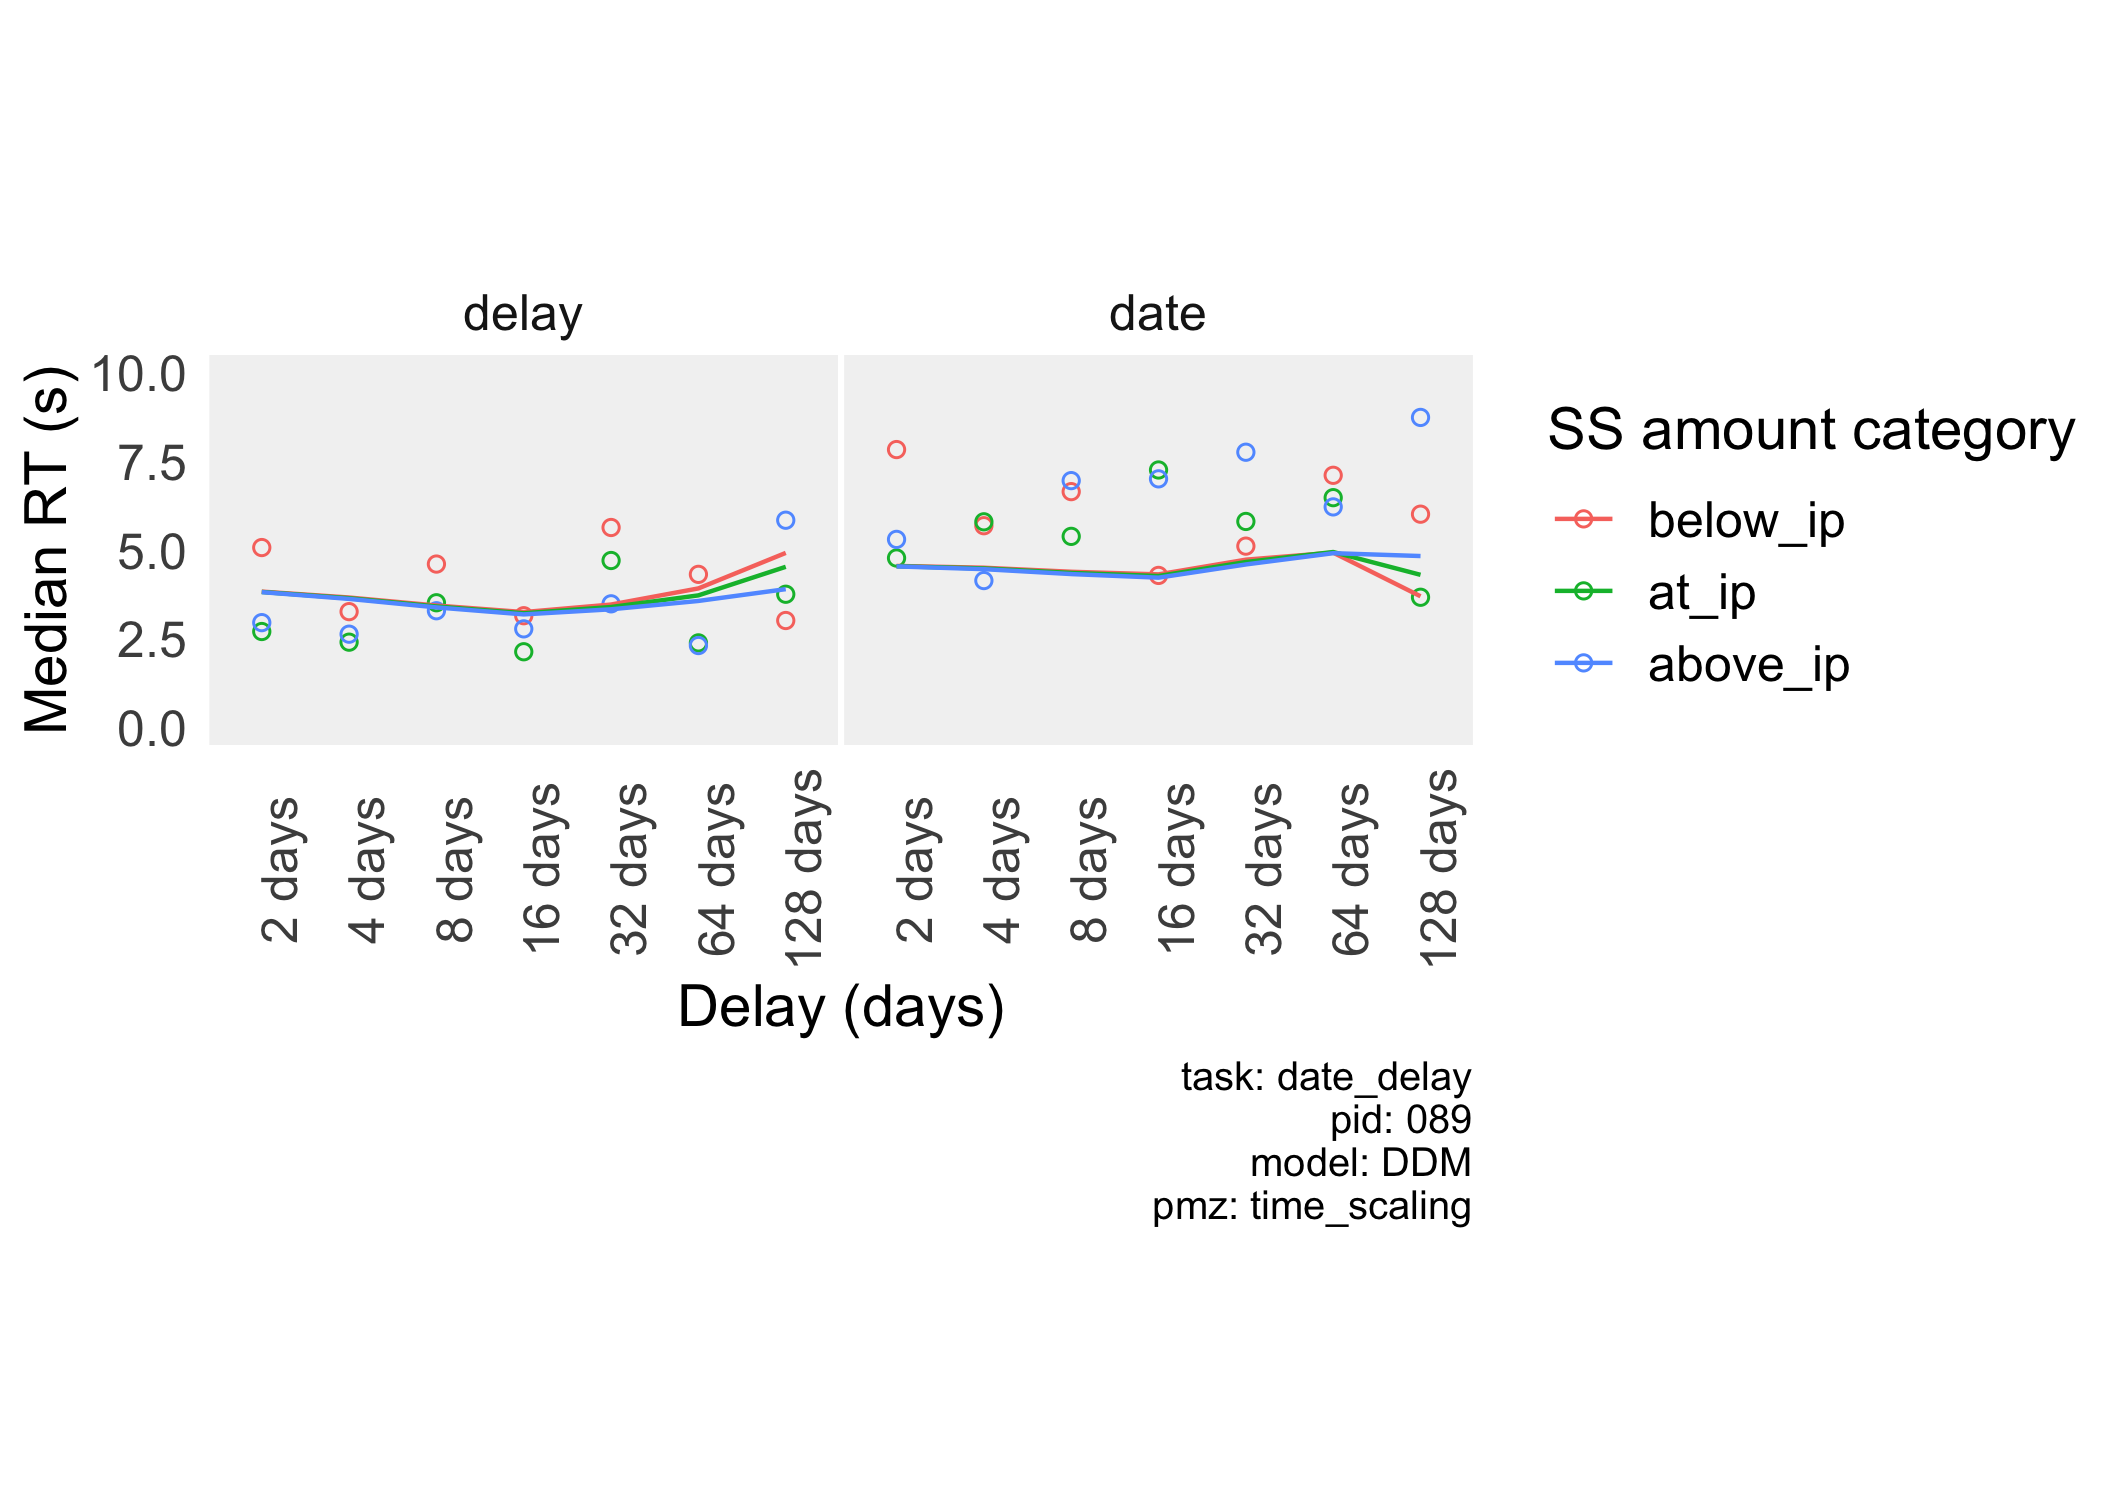 delay
date
Median RT (s)
10.0
7.5
5.0
2.5
0.0
2 days
4 days
8 days
16 days
32 days
64 days
128 days
2 days
4 days
8 days
16 days
32 days
64 days
128 days
Delay (days)
SS amount category
below_ip
at_ip
above_ip
task: date_delay
pid: 089
model: DDM
pmz: time_scaling